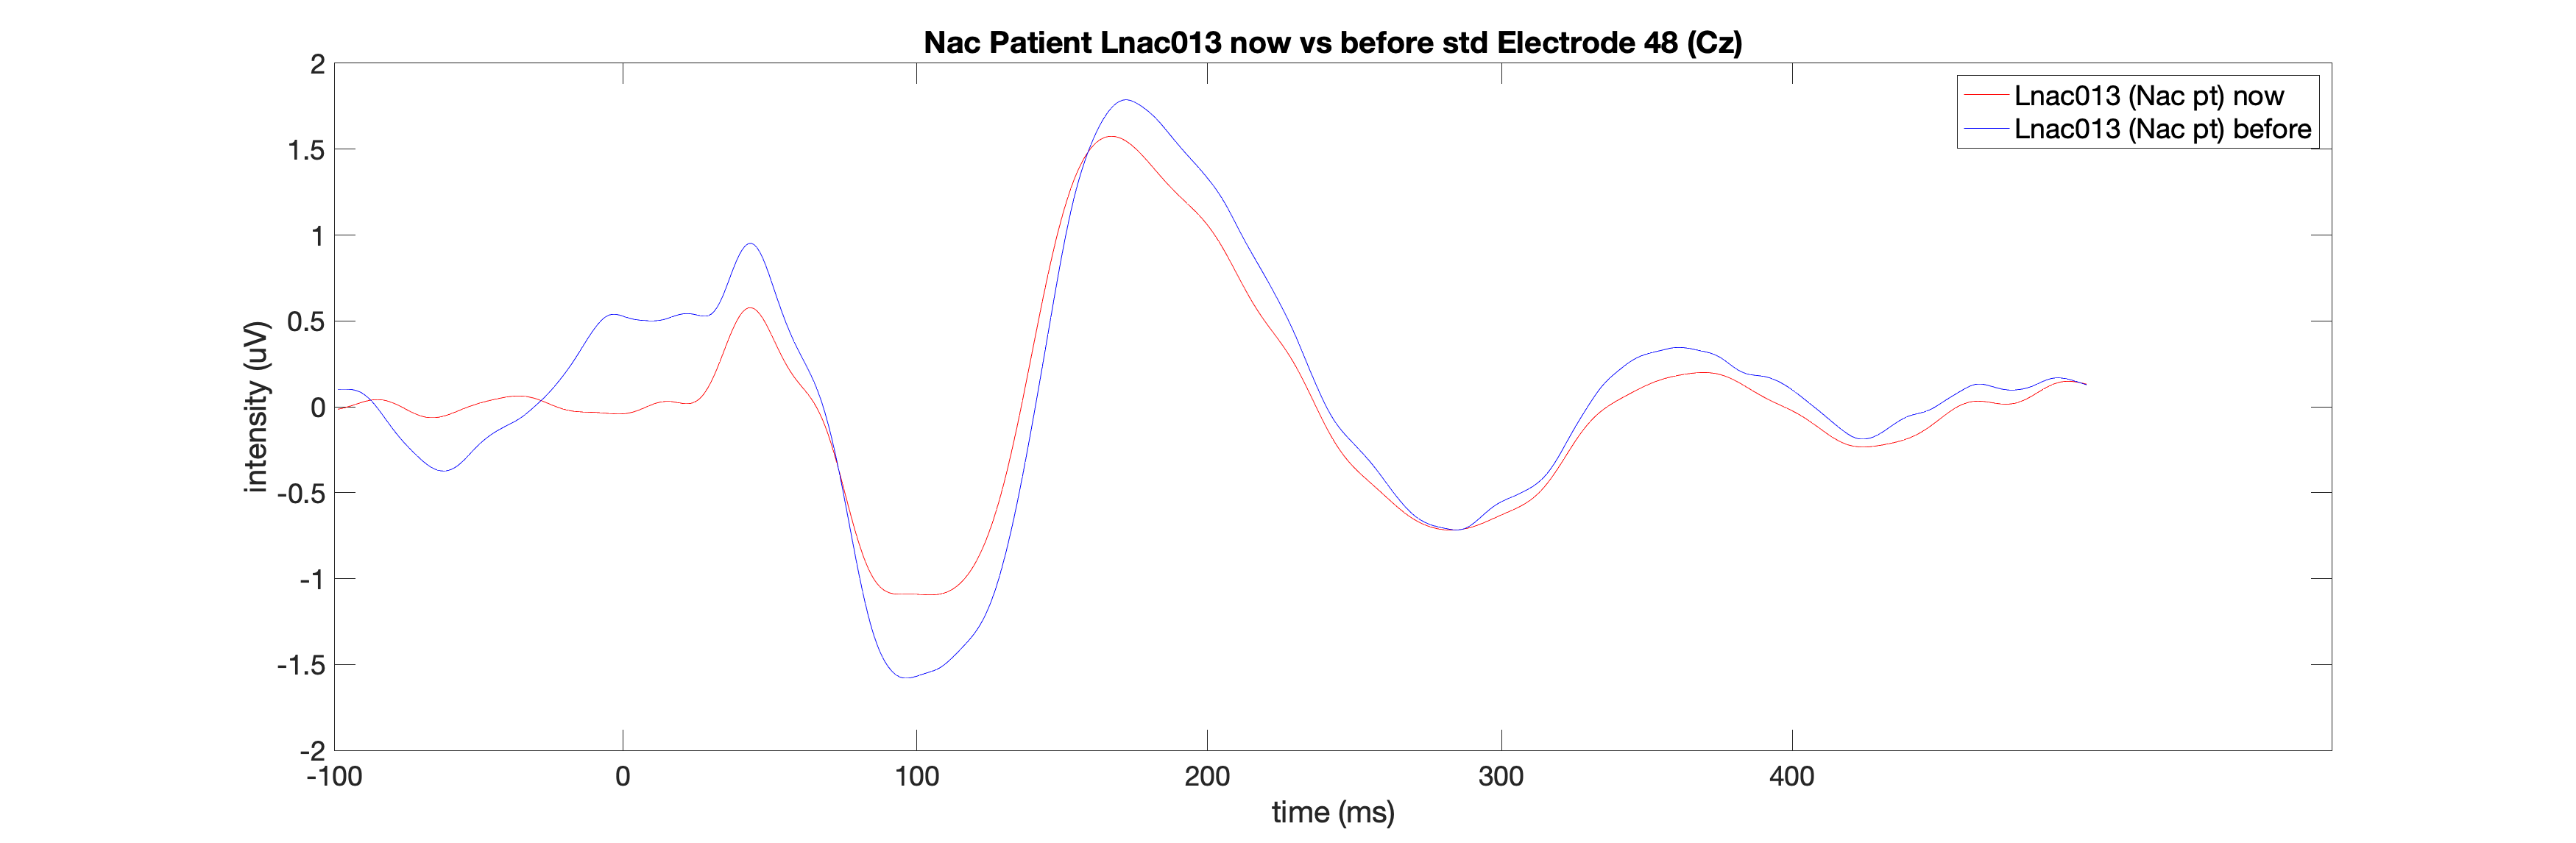 Nac Patient Lnac013 now vs before std Electrode 48 (Cz)
Lnac013 (Nac pt) now
Lnac013 (Nac pt) before
intensity (uV)
2
1.5
1
0.5
0
-0.5
-1
-1.5
-2
-100 0 100 200 300 400
time (ms)